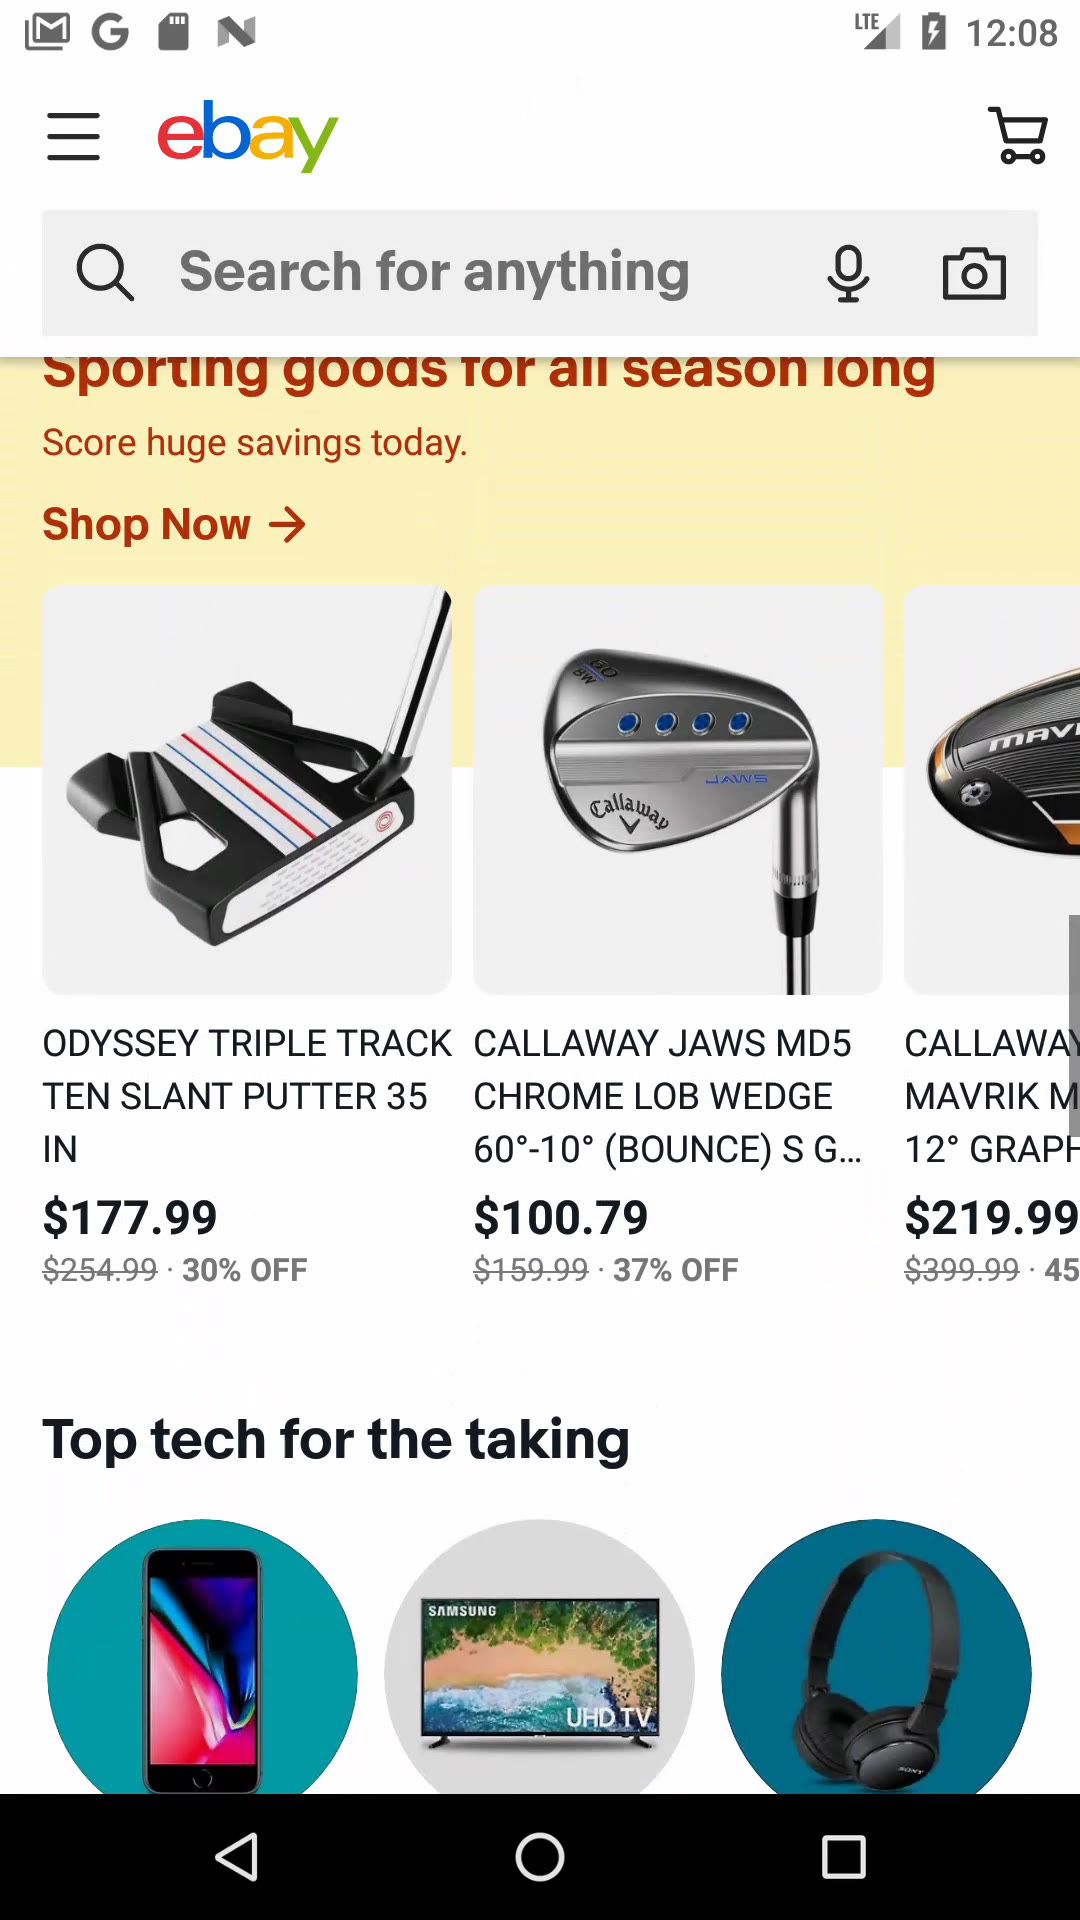 LTE 12:08
ebay
Search for anything
Sporting goods for all season long
Score huge savings today.
Shop Now →
60
BW
JAWS
Callaway
MAV
ODYSSEY TRIPLE TRACK
TEN SLANT PUTTER 35
IN
$177.99
$254.99 · 30% OFF
CALLAWAY JAWS MD5
CHROME LOB WEDGE
60°-10° (BOUNCE) S G...
$100.79
$159.99 · 37% OFF
CALLAWAY
MAVRIK M
12° GRAPH
$219.99
$399.99 · 45
Top tech for the taking
SAMSUNG
UHD TV
SONY